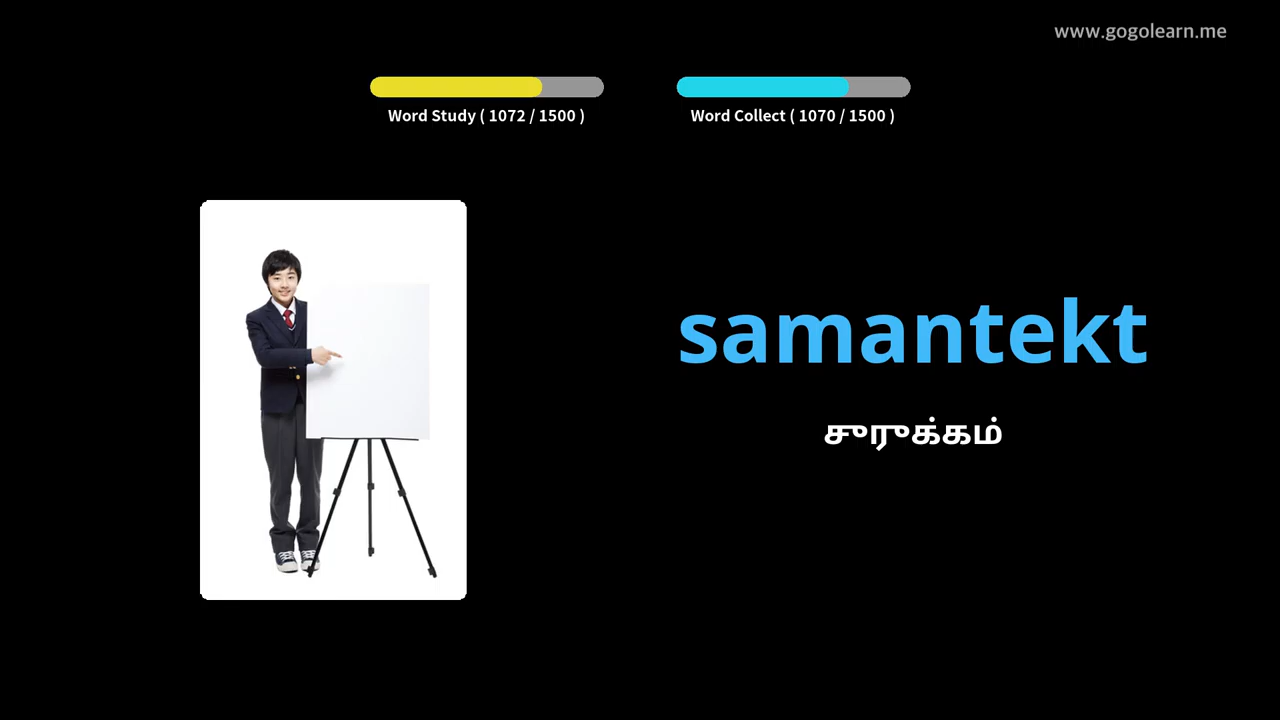 www.gogolearn.me
Word Study ( 1072 / 1500 )
Word Collect ( 1070 / 1500 )
samantekt
சுருக்கம்